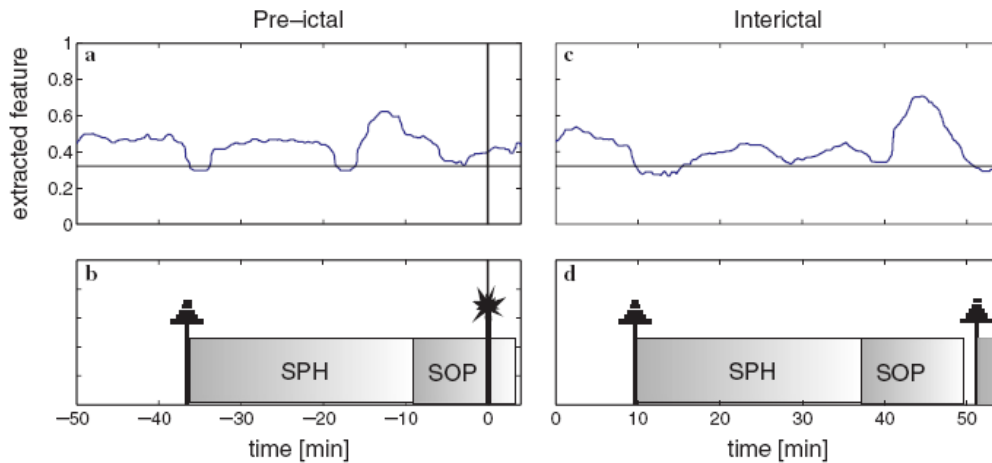 Pre–ictal
Interictal
extracted feature
1
0.8
0.6
0.4
0.2
0
a
c
b
SPH
SOP
d
SPH
SOP
–50
–40
–30
–20
–10
0
0
10
20
30
40
50
time [min]
time [min]